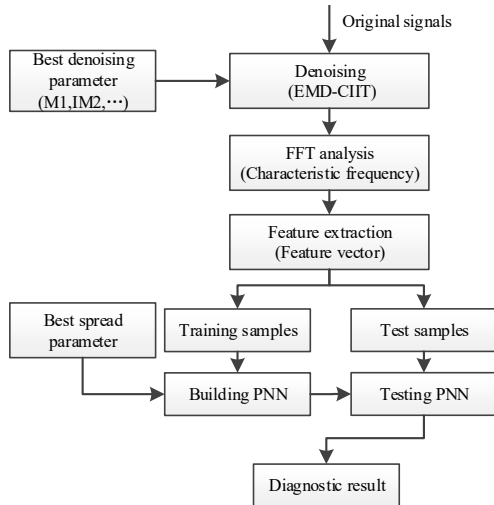 Original signals
Best denoising
parameter
(M1,IM2,⋯)
Denoising
(EMD-CIIT)
FFT analysis
(Characteristic frequency)
Feature extraction
(Feature vector)
Best spread
parameter
Training samples
Test samples
Building PNN
Testing PNN
Diagnostic result